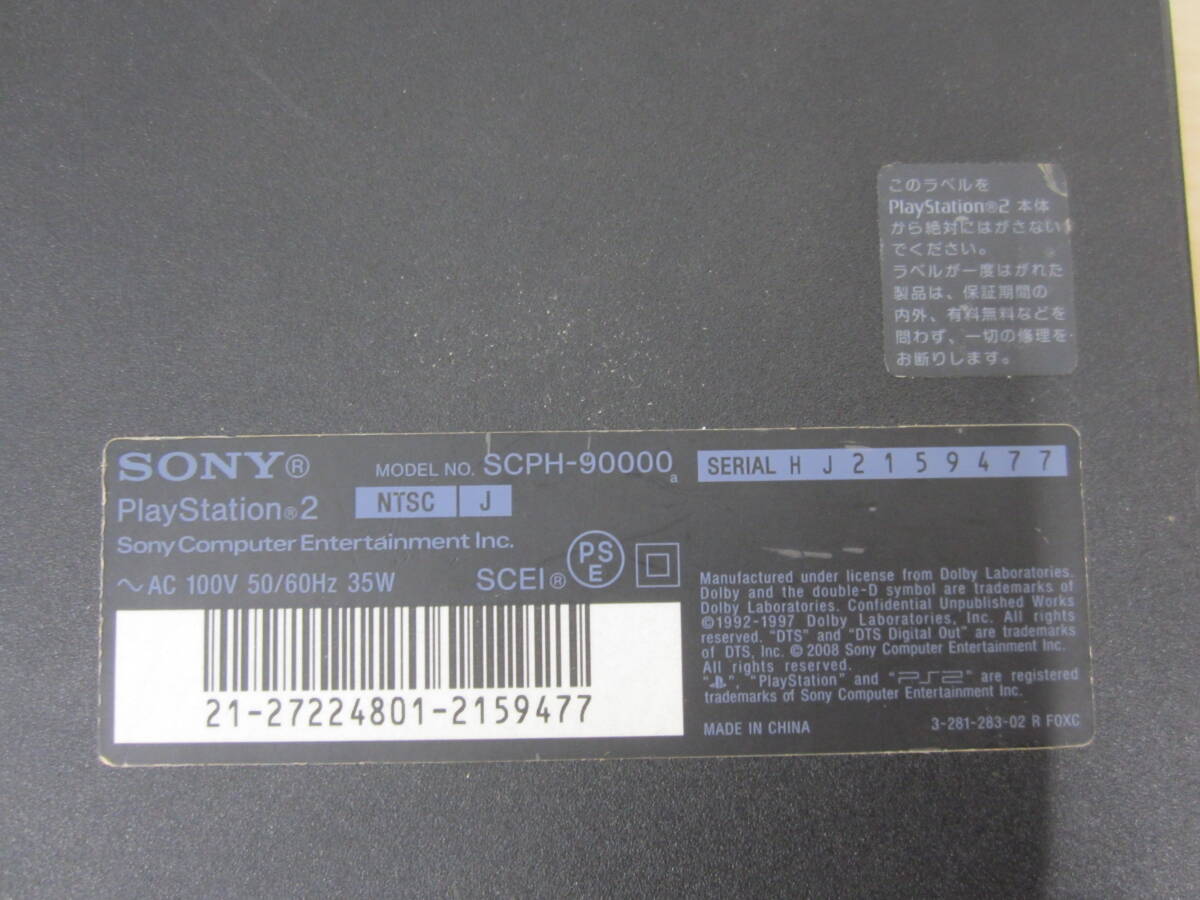 このラベルを
PlayStation®2 本体
から絶対にはがさない
でください。
ラベルが一度はがれた
製品は、保証期間の
内外、有料無料などを
問わず、一切の修理を
お断りします。
SONY® MODEL NO. SCPH-90000 a SERIAL H J 2 1 5 9 4 7 7
PlayStation®2 NTSC J
Sony Computer Entertainment Inc.
~ AC 100V 50/60Hz 35W SCEI® PS E
21-27224801-2159477
Manufactured under license from Dolby Laboratories.
Dolby and the double-D symbol are trademarks of
Dolby Laboratories. Confidential Unpublished Works
©1992-1997 Dolby Laboratories, Inc. All rights
reserved. "DTS" and "DTS Digital Out" are trademarks
of DTS, Inc. © 2008 Sony Computer Entertainment Inc.
All rights reserved.
" ", "PlayStation" and "PS2" are registered
trademarks of Sony Computer Entertainment Inc.
MADE IN CHINA 3-281-283-02 R FOXC